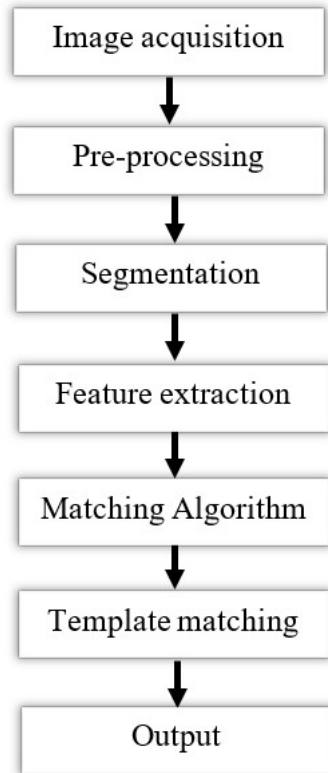 Image acquisition
Pre-processing
Segmentation
Feature extraction
Matching Algorithm
Template matching
Output